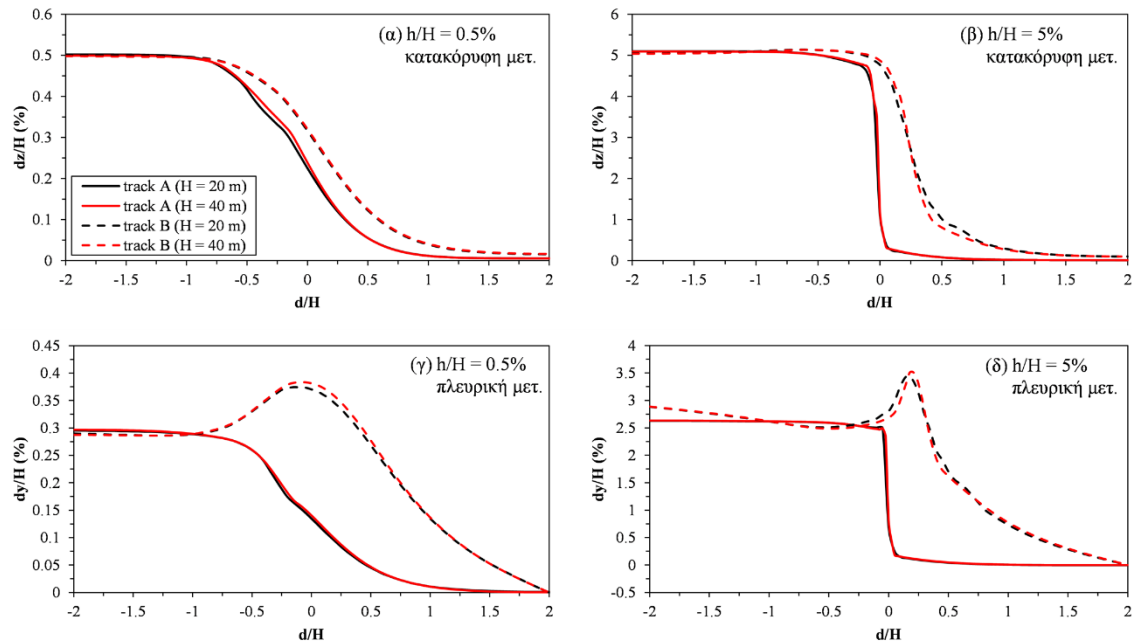 0.6
0.5
0.4
0.3
0.2
0.1
0
dz/H (%)
(α) h/H = 0.5%
κατακόρυφη μετ.
track A (H = 20 m)
track A (H = 40 m)
track B (H = 20 m)
track B (H = 40 m)
-2 -1.5 -1 -0.5 0 0.5 1 1.5 2
d/H
6
5
4
3
2
1
0
dz/H (%)
(β) h/H = 5%
κατακόρυφη μετ.
-2 -1.5 -1 -0.5 0 0.5 1 1.5 2
d/H
0.45
0.4
0.35
0.3
0.25
0.2
0.15
0.1
0.05
0
dy/H (%)
(γ) h/H = 0.5%
πλευρική μετ.
-2 -1.5 -1 -0.5 0 0.5 1 1.5 2
d/H
4
3.5
3
2.5
2
1.5
1
0.5
0
-0.5
dy/H (%)
(δ) h/H = 5%
πλευρική μετ.
-2 -1.5 -1 -0.5 0 0.5 1 1.5 2
d/H